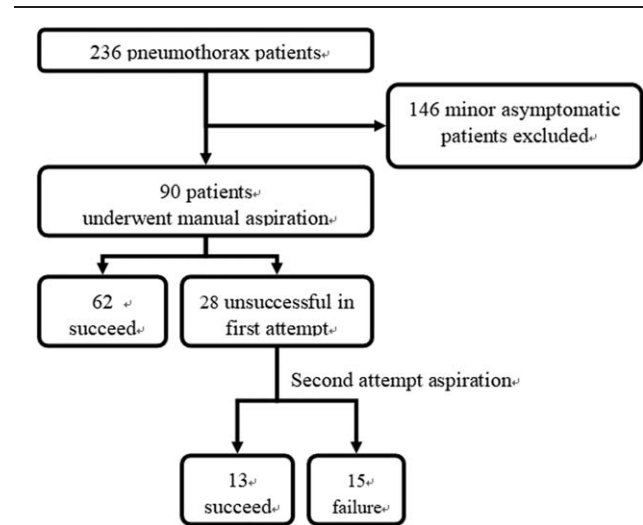 236 pneumothorax patients↵
146 minor asymptomatic
patients excluded↵
90 patients↵
underwent manual aspiration↵
62 ↵
succeed↵
28 unsuccessful in
first attempt↵
Second attempt aspiration↵
13↵
succeed↵
15↵
failure↵